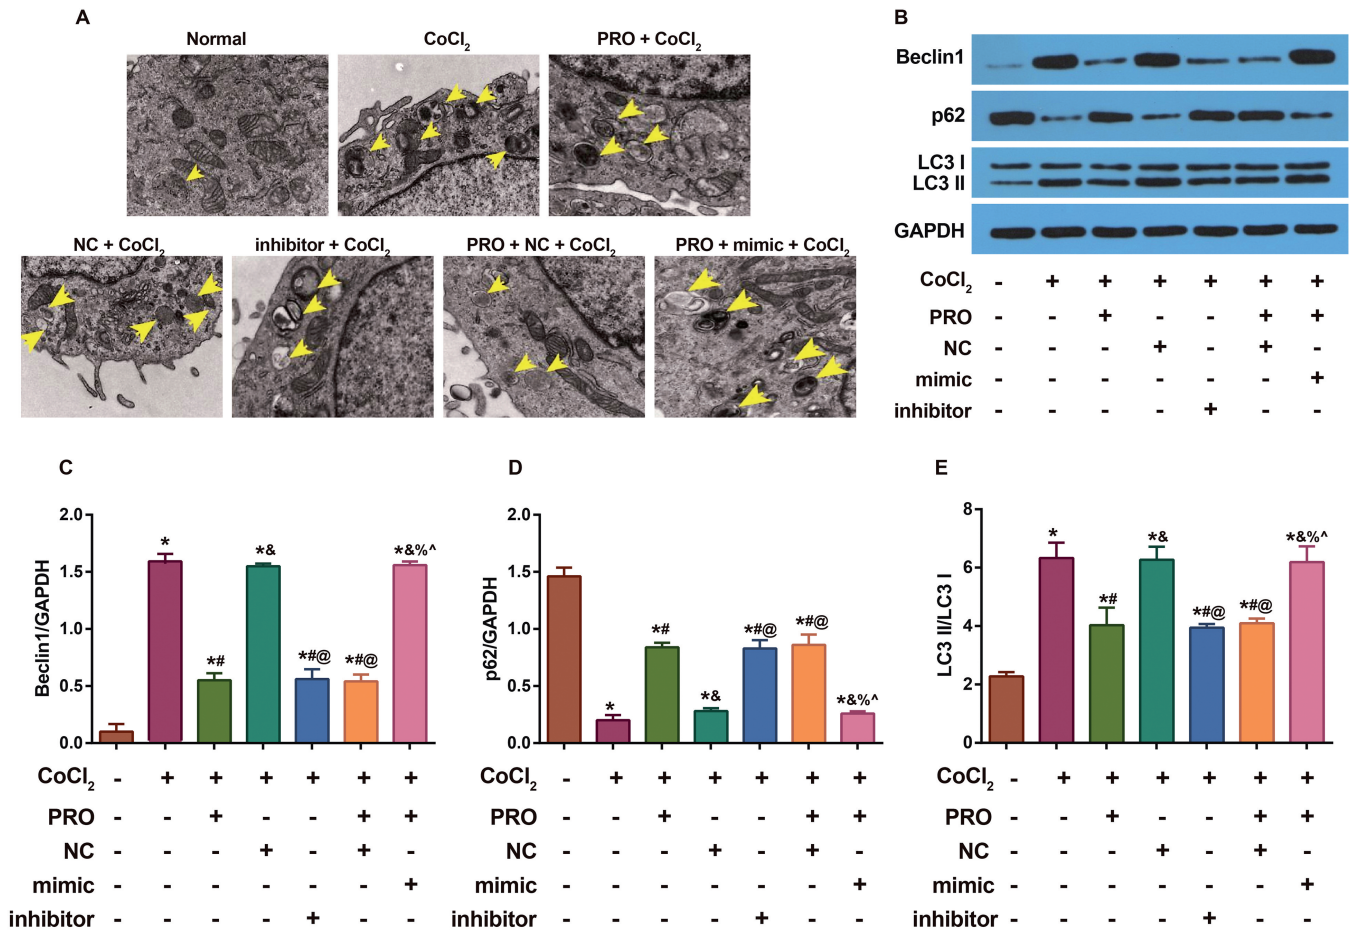 A
Normal
CoCl2
PRO + CoCl2
NC + CoCl2
inhibitor + CoCl2
PRO + NC + CoCl2
PRO + mimic + CoCl2
B
Beclin1
p62
LC3 I
LC3 II
GAPDH
CoCl2 - + + + + + +
PRO - - + - - + +
NC - - - + - + -
mimic - - - - - - +
inhibitor - - - - + - -
C
Beclin1/GAPDH
2.0
1.5
1.0
0.5
0.0
*
*#
*&
*#@
*#@
*&%^
CoCl2 - + + + + + +
PRO - - + - - + +
NC - - - + - + -
mimic - - - - - - +
inhibitor - - - - + - -
D
p62/GAPDH
2.0
1.5
1.0
0.5
0.0
*
*#
*&
*#@
*#@
*&%^
CoCl2 - + + + + + +
PRO - - + - - + +
NC - - - + - + -
mimic - - - - - - +
inhibitor - - - - + - -
E
LC3 II/LC3 I
8
6
4
2
0
*
*#
*&
*#@
*#@
*&%^
CoCl2 - + + + + + +
PRO - - + - - + +
NC - - - + - + -
mimic - - - - - - +
inhibitor - - - - + - -